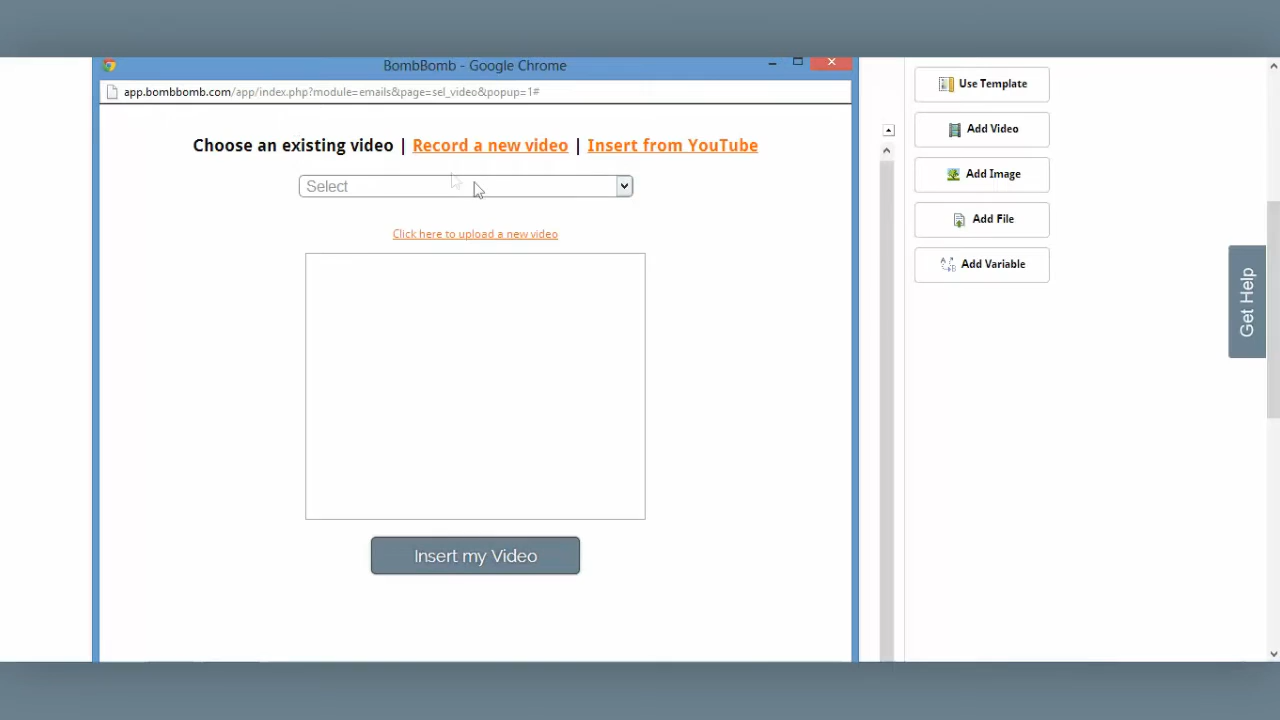 BombBomb - Google Chrome
app.bombbomb.com/app/index.php?module=emails&page=sel_video&popup=1#
Choose an existing video | Record a new video | Insert from YouTube
Select
Click here to upload a new video
Insert my Video
Use Template
Add Video
Add Image
Add File
Add Variable
Get Help